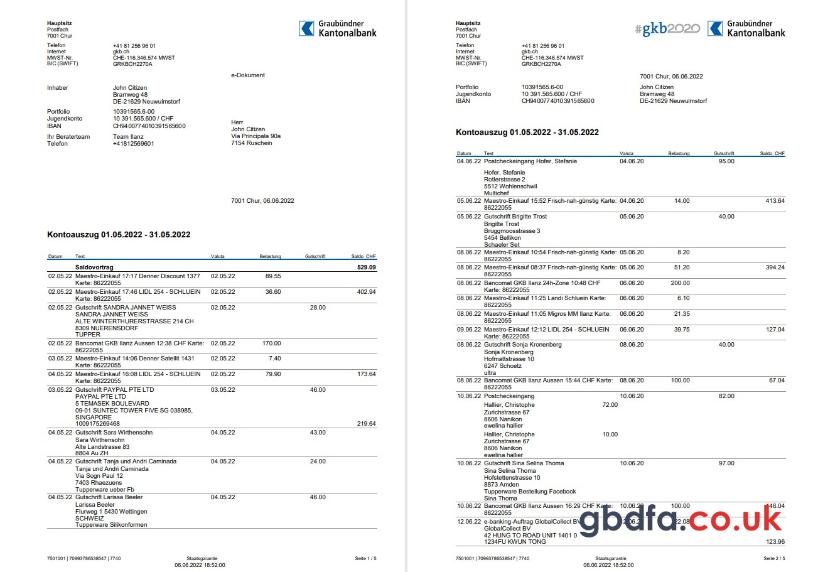 Hauptsitz
Postfach
7001 Chur
Graubündner
Kantonalbank
Telefon +41 81 256 96 01
Internet gkb.ch
MWST-Nr. CHE-116.346.574 MWST
BIC (SWIFT) GRKBCH2270A
e-Dokument
Inhaber John Citizen
Bramweg 48
DE-21629 Neuwulmstorf
Portfolio 10391565.6-00
Jugendkonto 10 391.565.600 / CHF
IBAN CH9400774010391565600
Ihr Beraterteam Team Ilanz
Telefon +41812569601
Herr
John Citizen
Via Principala 90a
7154 Ruschein
7001 Chur, 06.06.2022
Kontoauszug 01.05.2022 - 31.05.2022
Datum Text Valuta Belastung Gutschrift Saldo CHF
Saldovortrag 529.09
02.05.22 Maestro-Einkauf 17:17 Denner Discount 1377 02.05.22 89.55
Karte: 86222055
02.05.22 Maestro-Einkauf 17:46 LIDL 254 - SCHLUEIN 02.05.22 36.60 402.94
Karte: 86222055
02.05.22 Gutschrift SANDRA JANNET WEISS 02.05.22 28.00
SANDRA JANNET WEISS
ALTE WINTERTHURERSTRASSE 214 CH
8309 NUERENSDORF
TUPPER
02.05.22 Bancomat GKB Ilanz Aussen 12:38 CHF Karte: 02.05.22 170.00
86222055
03.05.22 Maestro-Einkauf 14:06 Denner Satellit 1431 02.05.22 7.40
Karte: 86222055
04.05.22 Maestro-Einkauf 16:08 LIDL 254 - SCHLUEIN 02.05.22 79.90 173.64
Karte: 86222055
03.05.22 Gutschrift PAYPAL PTE LTD 03.05.22 46.00
PAYPAL PTE LTD
5 TEMASEK BOULEVARD
09-01 SUNTEC TOWER FIVE SG 038985,
SINGAPORE
1009175269468 219.64
04.05.22 Gutschrift Sara Wirthensohn 04.05.22 43.00
Sara Wirthensohn
Alte Landstrasse 83
8804 Au ZH
04.05.22 Gutschrift Tanja und Andri Caminada 04.05.22 24.00
Tanja und Andri Caminada
Via Sogn Paul 12
7403 Rhaezuens
Tupperware ueber Fb
04.05.22 Gutschrift Larissa Beeler 04.05.22 46.00
Larissa Beeler
Flurweg 1 5430 Wettingen
SCHWEIZ
Tupperware Silikonformen
7501001 | 70993786538547 | 7740 Staatsgarantie Seite 1 / 5
06.06.2022 18:52:00
Hauptsitz
Postfach
7001 Chur
#gkb2020
Graubündner
Kantonalbank
Telefon +41 81 256 96 01
Internet gkb.ch
MWST-Nr. CHE-116.346.574 MWST
BIC (SWIFT) GRKBCH2270A
7001 Chur, 06.06.2022
Portfolio 10391565.6-00
Jugendkonto 10 391.565.600 / CHF
IBAN CH9400774010391565600
John Citizen
Bramweg 48
DE-21629 Neuwulmstorf
Kontoauszug 01.05.2022 - 31.05.2022
Datum Text Valuta Belastung Gutschrift Saldo CHF
04.06.22 Postcheckeingang Hofer, Stefanie 04.06.20 95.00
Hofer, Stefanie
Rotlerstrasse 2
5512 Wohlenschwil
Multichef
05.06.22 Maestro-Einkauf 15:52 Frisch-nah-günstig Karte: 04.06.20 14.00 413.64
86222055
05.06.22 Gutschrift Brigitte Trost 05.06.20 40.00
Brigitte Trost
Bruggmoosstrasse 3
5454 Bellikon
Schaeler Set
08.06.22 Maestro-Einkauf 10:54 Frisch-nah-günstig Karte: 05.06.20 8.20
86222055
08.06.22 Maestro-Einkauf 08:37 Frisch-nah-günstig Karte: 05.06.20 51.20 394.24
86222055
08.06.22 Bancomat GKB Ilanz 24h-Zone 10:48 CHF 06.06.20 200.00
Karte: 86222055
08.06.22 Maestro-Einkauf 11:25 Landi Schluein Karte: 06.06.20 6.10
86222055
08.06.22 Maestro-Einkauf 11:05 Migros MM Ilanz Karte: 06.06.20 21.35
86222055
09.06.22 Maestro-Einkauf 12:12 LIDL 254 - SCHLUEIN 06.06.20 39.75 127.04
Karte: 86222055
08.06.22 Gutschrift Sonja Kronenberg 08.06.20 40.00
Sonja Kronenberg
Hofmattstrasse 10
6247 Schoetz
ultra
08.06.22 Bancomat GKB Ilanz Aussen 15:44 CHF Karte: 08.06.20 100.00 67.04
86222055
10.06.22 Postcheckeingang 10.06.20 82.00
Hallier, Christophe 72.00
Zürichstrasse 67
8606 Nänikon
ewelina hallier
Hallier, Christophe 10.00
Zürichstrasse 67
8606 Nänikon
ewelina hallier
10.06.22 Gutschrift Sina Selina Thoma 10.06.20 97.00
Sina Selina Thoma
Hofstettenstrasse 10
8873 Amden
Tupperware Bestellung Facebook
Sina Thoma
10.06.22 Bancomat GKB Ilanz Aussen 16:29 CHF Karte: 10.06.20 100.00 146.04
86222055
12.06.22 e-banking-Auftrag GlobalCollect BV 12.06.20 22.08
GlobalCollect BV
42 HUNG TO ROAD UNIT 1401 0
1234FU KWUN TONG 123.96
gbdfa.co.uk
7501001 | 70993786538547 | 7740 Staatsgarantie Seite 2 / 5
06.06.2022 18:52:00